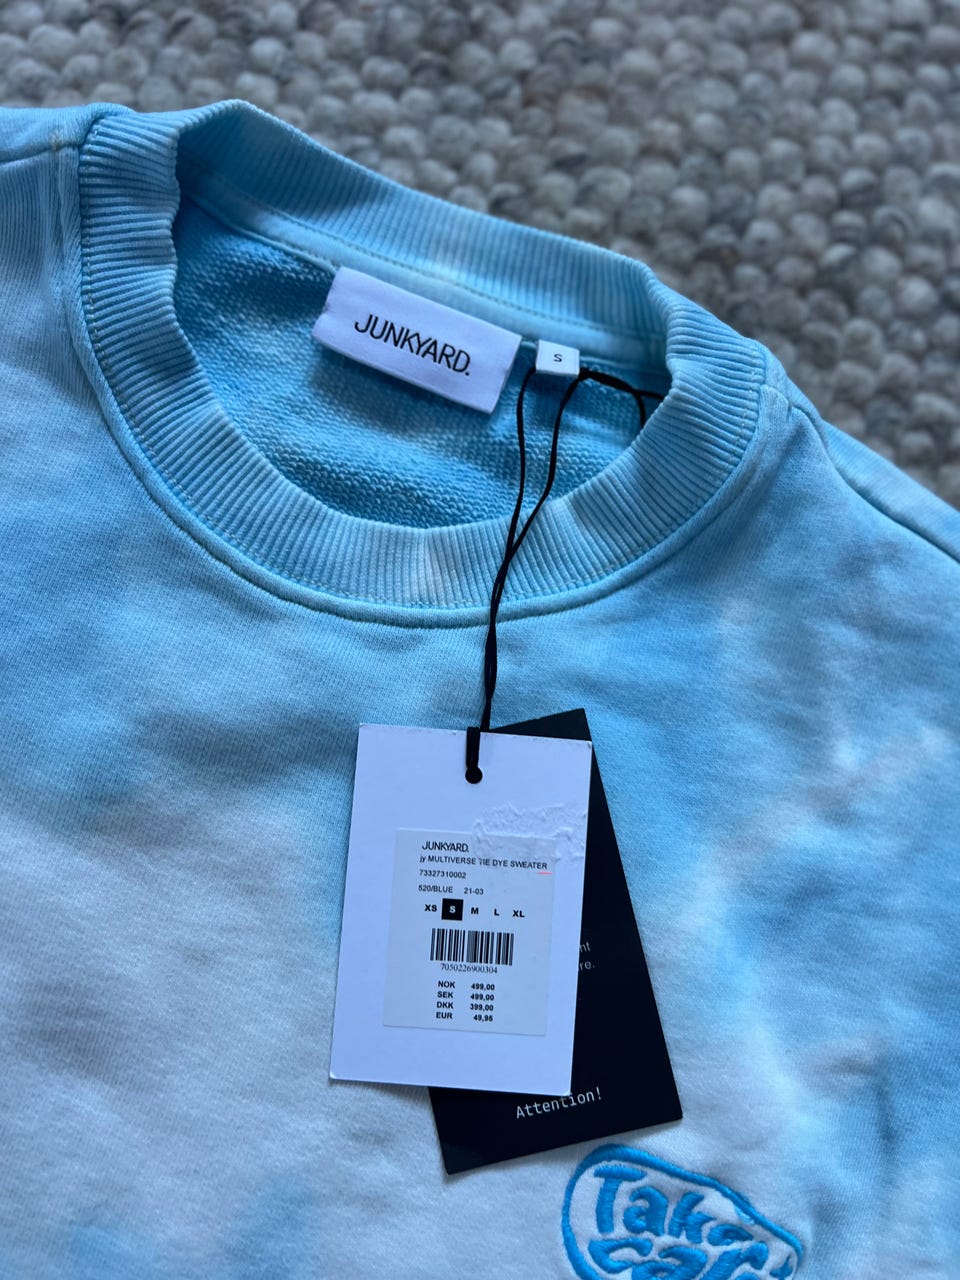 JUNKYARD.
S
JUNKYARD.
jy MULTIVERSE TIE DYE SWEATER
73327310002
520/BLUE 21-03
XS S M L XL
7050226900304
NOK 499,00
SEK 499,00
DKK 399,00
EUR 49,95
Attention!
Take